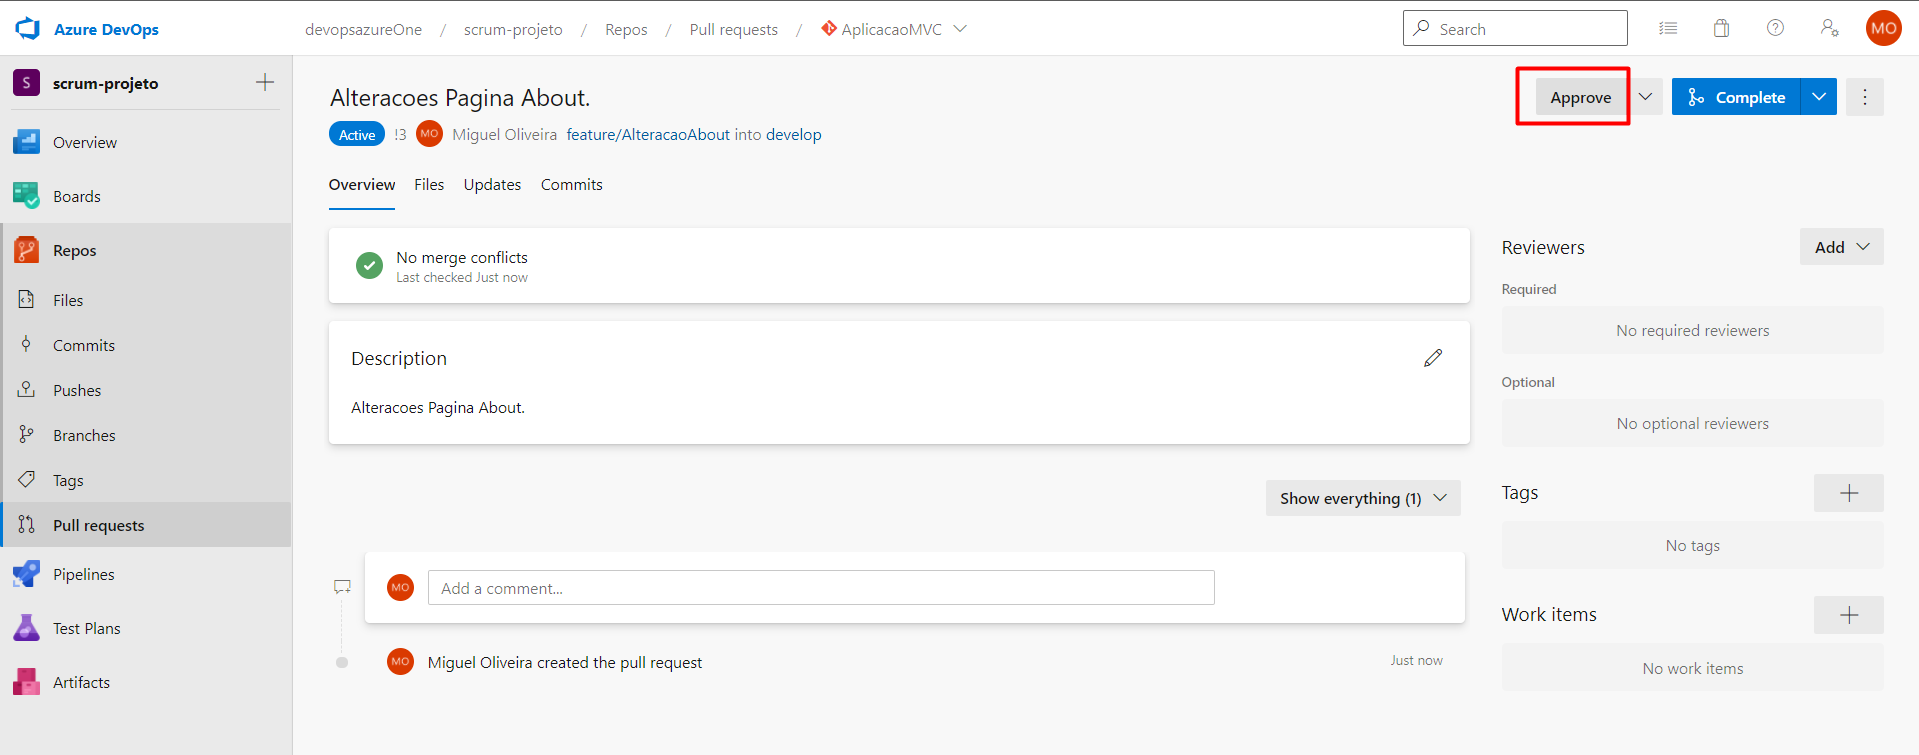 Azure DevOps
devopsazureOne / scrum-projeto / Repos / Pull requests / AplicacaoMVC
Search
MO
S scrum-projeto
Overview
Boards
Repos
Files
Commits
Pushes
Branches
Tags
Pull requests
Pipelines
Test Plans
Artifacts
Alteracoes Pagina About.
Approve
Complete
Active !3 MO Miguel Oliveira feature/AlteracaoAbout into develop
Overview Files Updates Commits
No merge conflicts
Last checked Just now
Description
Alteracoes Pagina About.
Show everything (1)
MO Add a comment...
MO Miguel Oliveira created the pull request Just now
Reviewers Add
Required
No required reviewers
Optional
No optional reviewers
Tags
No tags
Work items
No work items